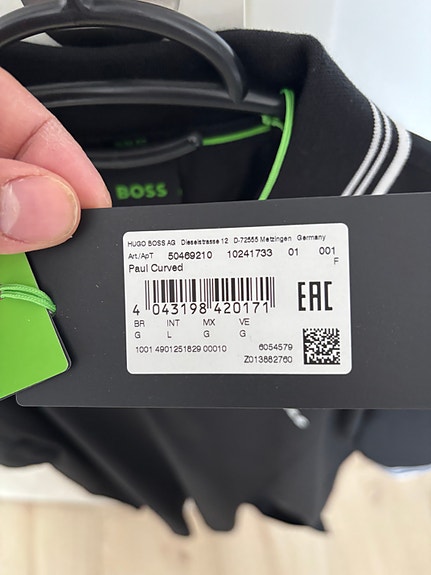 BOSS
HUGO BOSS AG Dieselstrasse 12 D-72555 Metzingen Germany
Art/ApT 50469210 10241733 01 001
Paul Curved F
4 043198 420171
EAC
BR INT MX VE
G L G G
1001 4901251829 00010 6054579
Z013882760